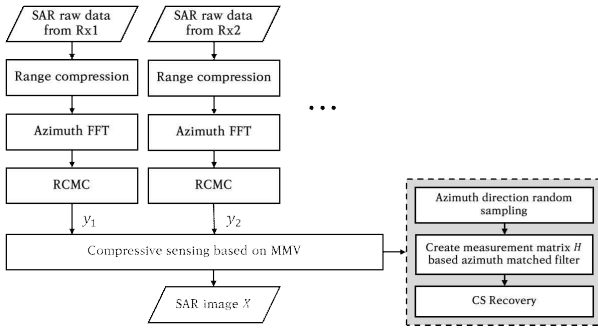 SAR raw data
from Rx1
SAR raw data
from Rx2
Range compression
Range compression
...
Azimuth FFT
Azimuth FFT
RCMC
RCMC
y1
y2
Compressive sensing based on MMV
SAR image X
Azimuth direction random
sampling
Create measurement matrix H
based azimuth matched filter
CS Recovery